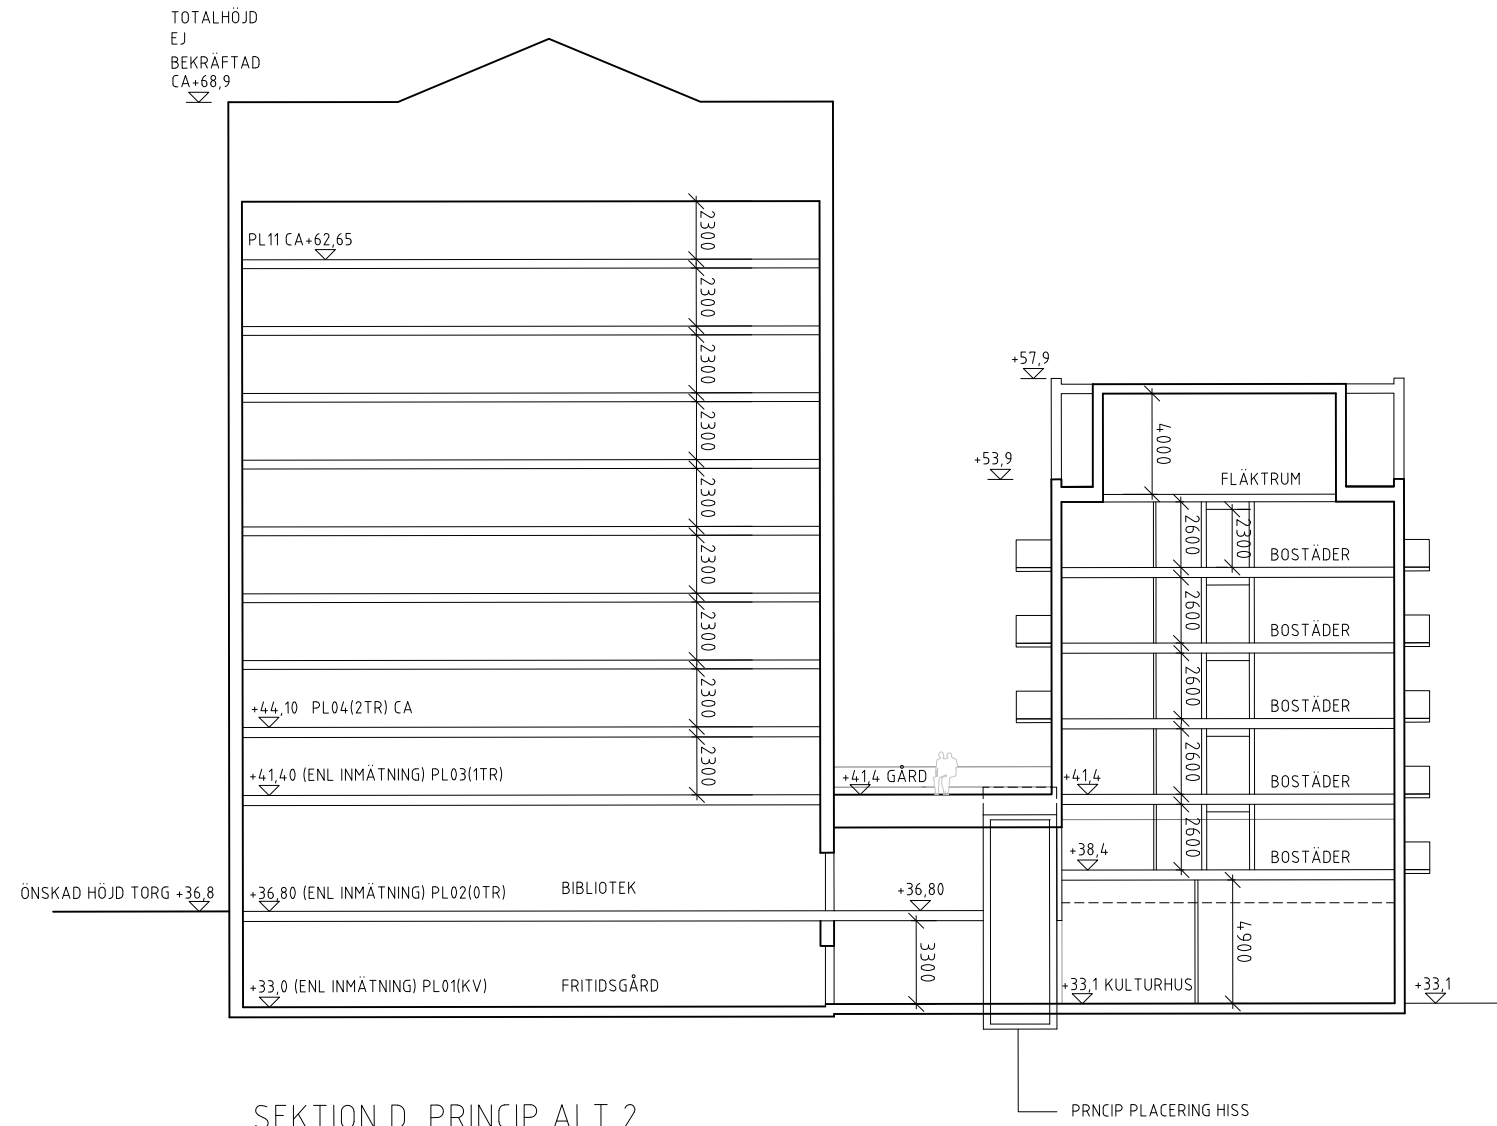 TOTALHÖJD
EJ
BEKRÄFTAD
CA+68,9
2300
PL11 CA+62,65
2300
2300
2300
2300
2300
2300
2300
+44,10 PL04(2TR) CA
2300
+41,40 (ENL INMÄTNING) PL03(1TR)
ÖNSKAD HÖJD TORG +36,8
+36,80 (ENL INMÄTNING) PL02(0TR)
BIBLIOTEK
+33,0 (ENL INMÄTNING) PL01(KV)
FRITIDSGÅRD
+41,4 GÅRD
+36,80
3300
+57,9
+53,9
4000
FLÄKTRUM
2600
2300
BOSTÄDER
2600
BOSTÄDER
2600
BOSTÄDER
2600
+41,4
BOSTÄDER
2600
+38,4
BOSTÄDER
4900
+33,1 KULTURHUS
+33,1
PRNCIP PLACERING HISS
SEKTION D PRINCIP ALT 2